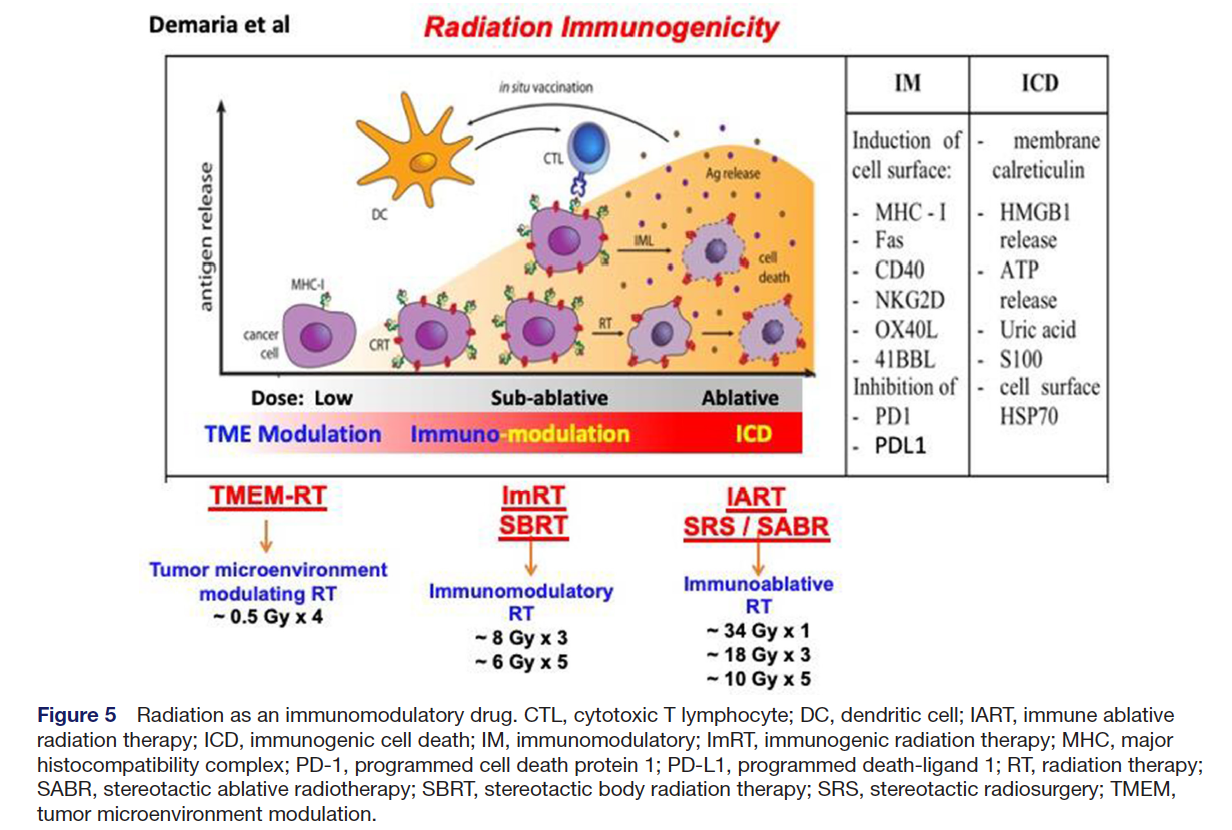 Demaria et al
Radiation Immunogenicity
antigen release
in situ vaccination
DC
CTL
Ag release
IML
cell
death
MHC-I
cancer
cell
CRT
RT
Dose: Low
Sub-ablative
Ablative
TME Modulation
Immuno-modulation
ICD
IM
Induction of
cell surface:
- MHC - I
- Fas
- CD40
- NKG2D
- OX40L
- 41BBL
Inhibition of
- PD1
- PDL1
ICD
- membrane
calreticulin
- HMGB1
release
- ATP
release
- Uric acid
- S100
- cell surface
HSP70
TMEM-RT
Tumor microenvironment
modulating RT
~ 0.5 Gy x 4
ImRT
SBRT
Immunomodulatory
RT
~ 8 Gy x 3
~ 6 Gy x 5
IART
SRS / SABR
Immunoablative
RT
~ 34 Gy x 1
~ 18 Gy x 3
~ 10 Gy x 5
Figure 5 Radiation as an immunomodulatory drug. CTL, cytotoxic T lymphocyte; DC, dendritic cell; IART, immune ablative
radiation therapy; ICD, immunogenic cell death; IM, immunomodulatory; ImRT, immunogenic radiation therapy; MHC, major
histocompatibility complex; PD-1, programmed cell death protein 1; PD-L1, programmed death-ligand 1; RT, radiation therapy;
SABR, stereotactic ablative radiotherapy; SBRT, stereotactic body radiation therapy; SRS, stereotactic radiosurgery; TMEM,
tumor microenvironment modulation.